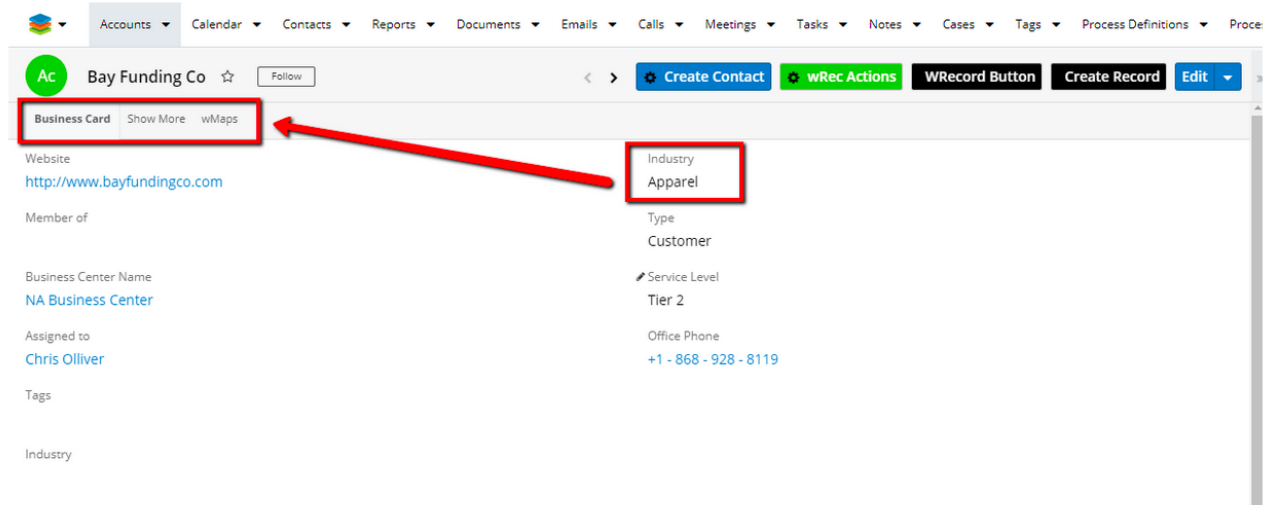 Accounts Calendar Contacts Reports Documents Emails Calls Meetings Tasks Notes Cases Tags Process Definitions
Ac Bay Funding Co Follow Create Contact wRec Actions WRecord Button Create Record Edit
Business Card Show More wMaps
Website Industry
http://www.bayfundingco.com Apparel
Member of Type
Customer
Business Center Name Service Level
NA Business Center Tier 2
Assigned to Office Phone
Chris Olliver +1 - 868 - 928 - 8119
Tags
Industry